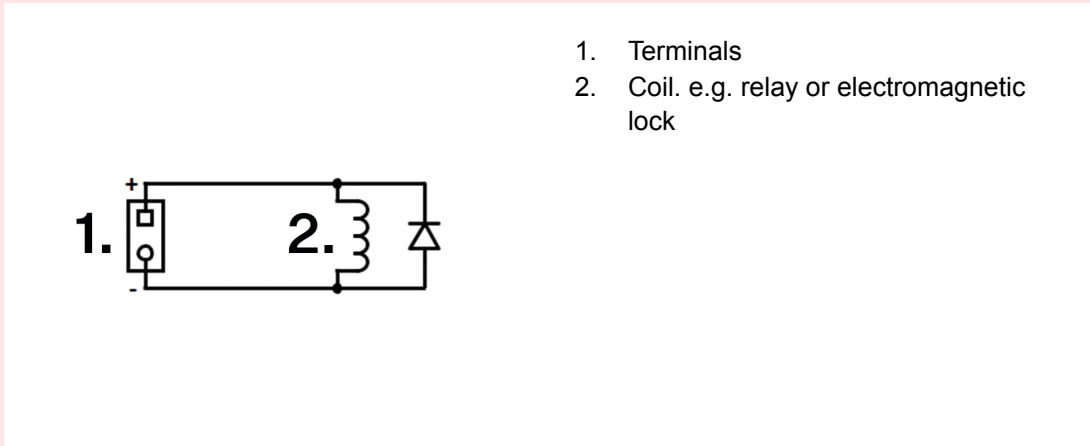 1. Terminals
2. Coil. e.g. relay or electromagnetic
lock
+
1.
2.
-